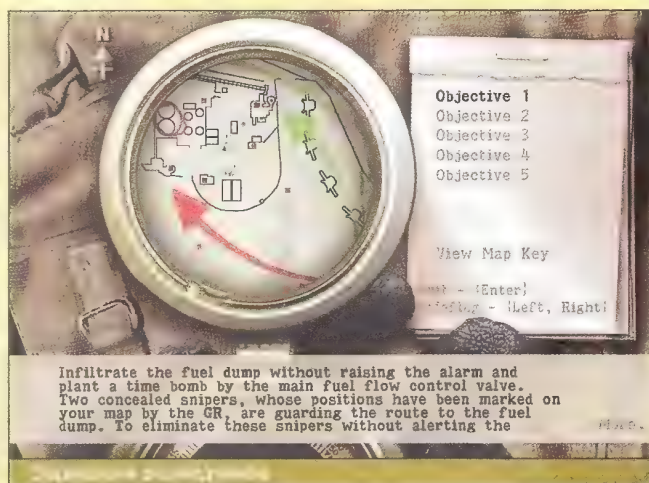 N
Objective 1
Objective 2
Objective 3
Objective 4
Objective 5
View Map Key
- {Enter}
- {Left, Right}
Infiltrate the fuel dump without raising the alarm and
plant a time bomb by the main fuel flow control valve.
Two concealed snipers, whose positions have been marked on
your map by the GR, are guarding the route to the fuel
dump. To eliminate these snipers without alerting the